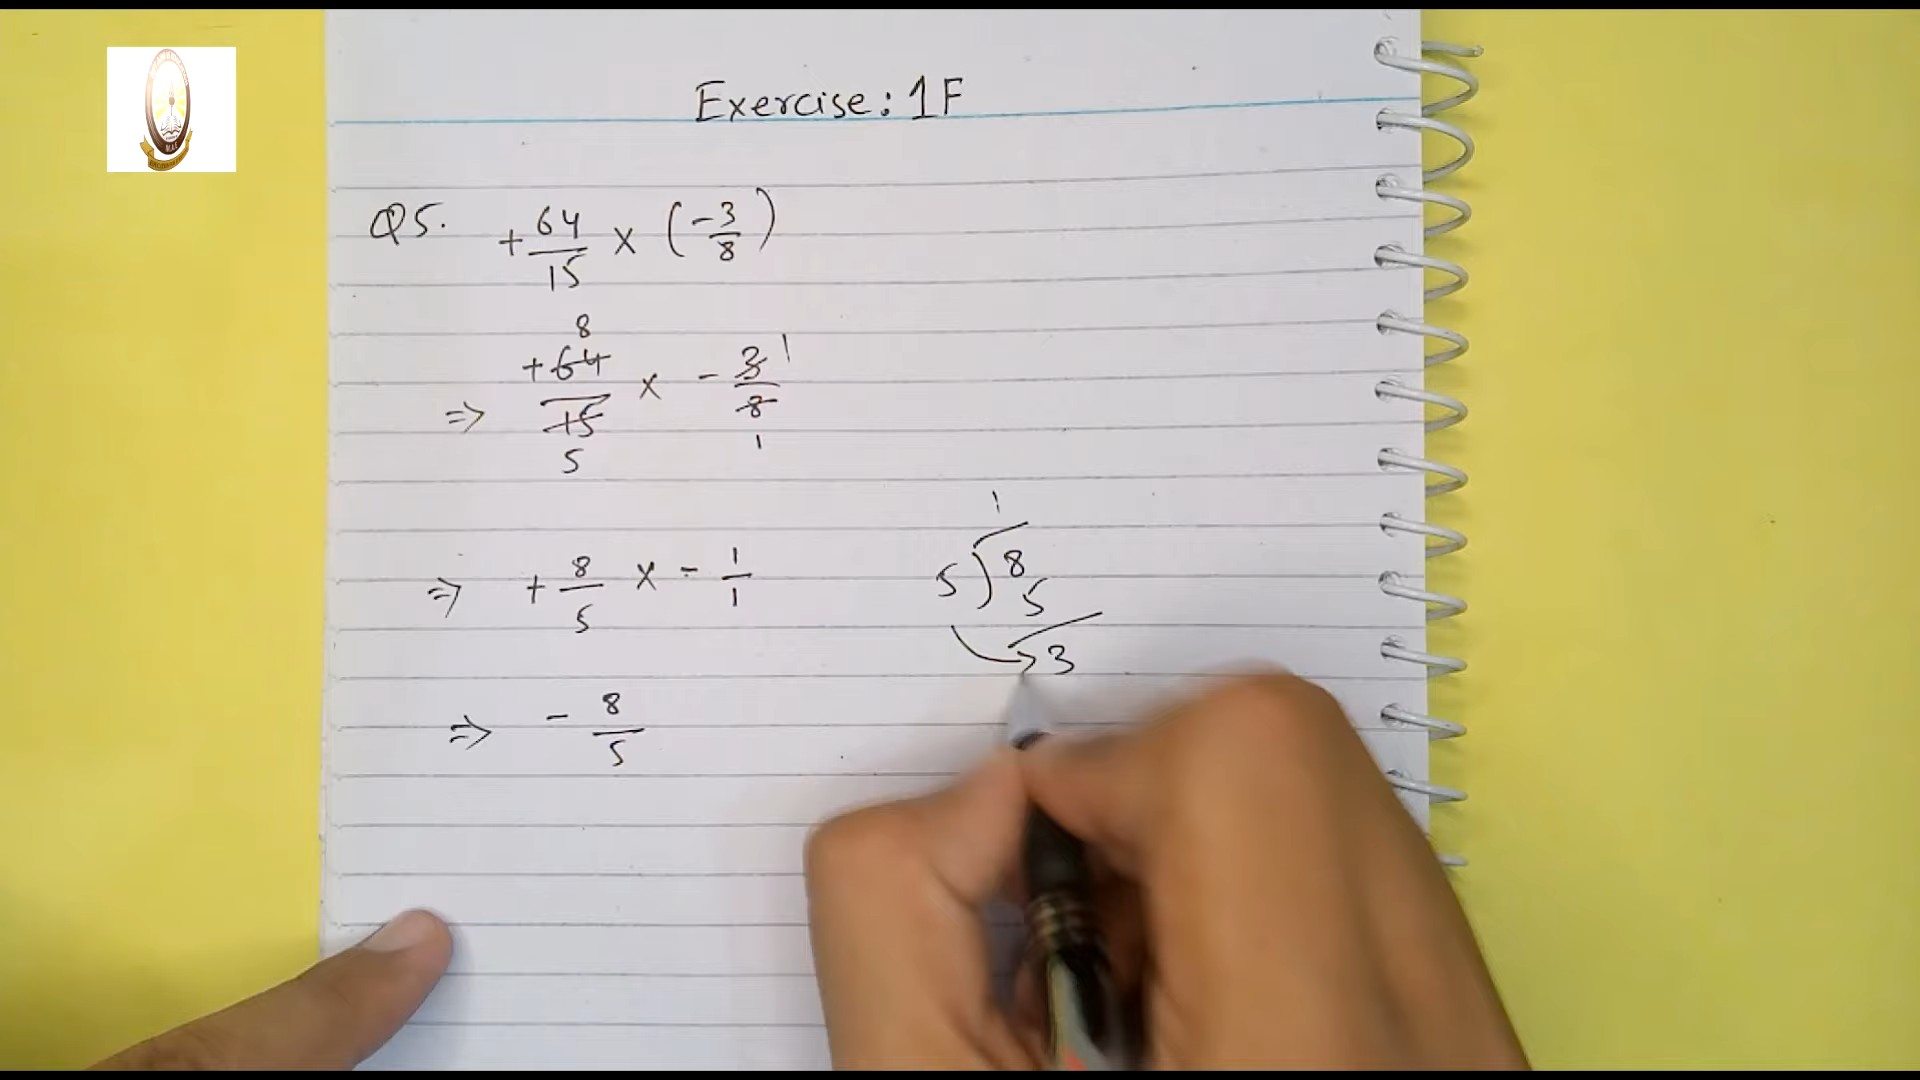 Exercise: 1F
Q5. + 64/15 × (-3/8)
8
⇒ +64/15 × - 3/8 1
5 1
⇒ + 8/5 × - 1/1
1
5)8
5
3
⇒ - 8/5